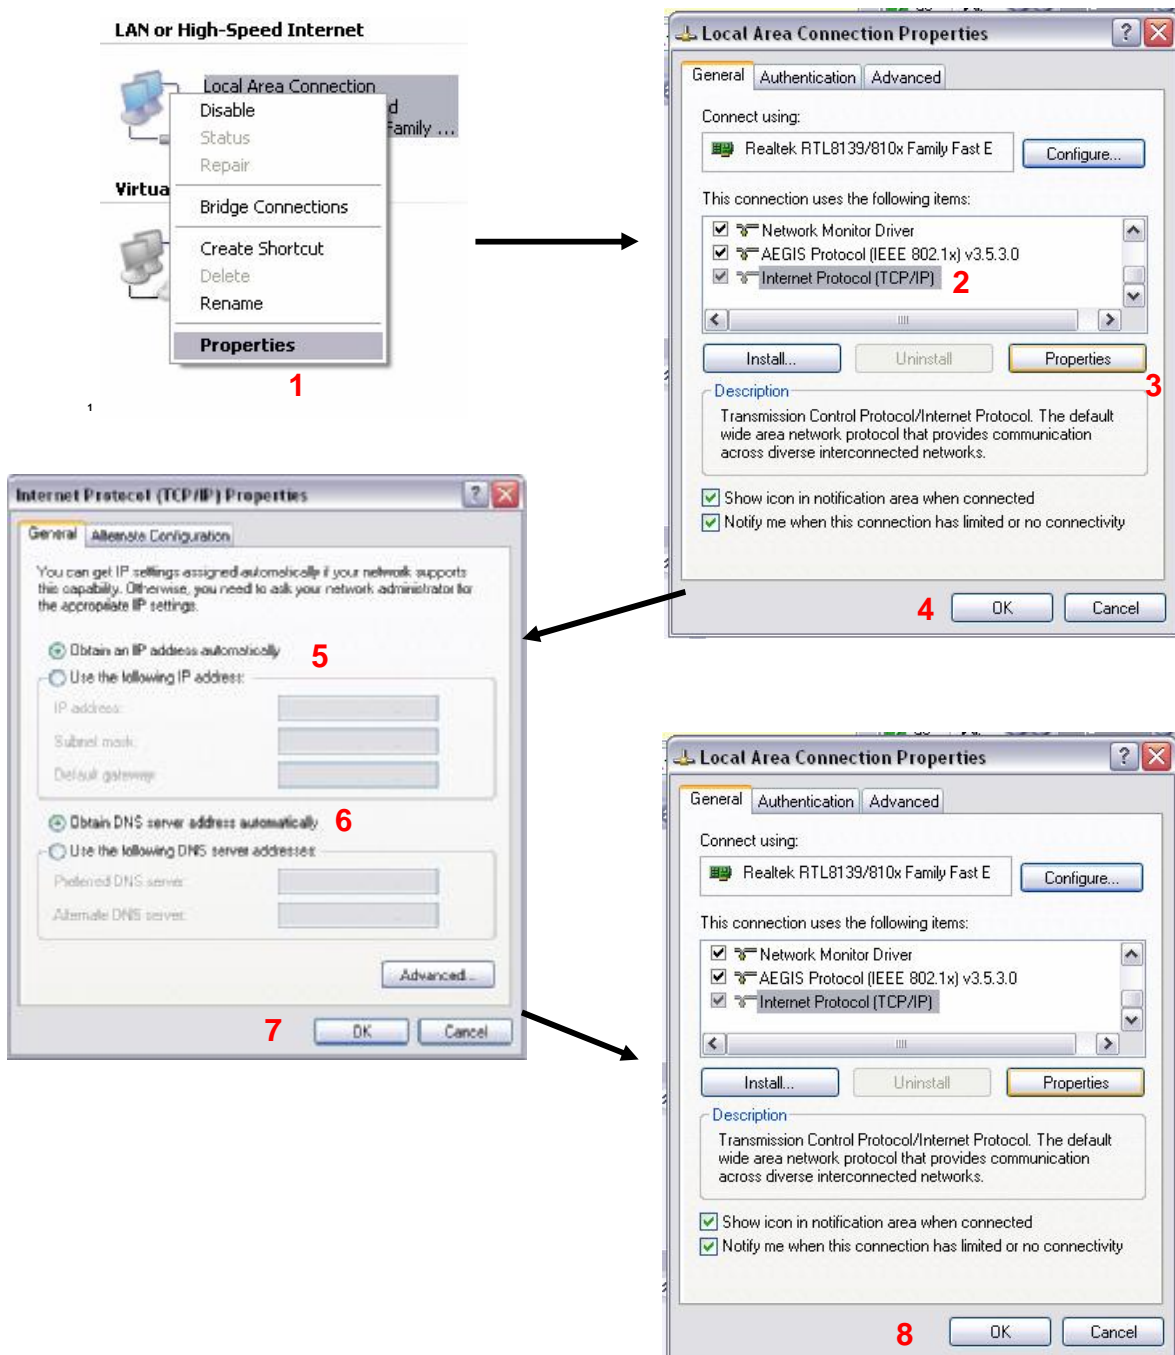 LAN or High-Speed Internet
Local Area Connection
d
Family ...
Disable
Status
Repair
Virtua
Bridge Connections
Create Shortcut
Delete
Rename
Properties
1
1
Local Area Connection Properties
General Authentication Advanced
Connect using:
Realtek RTL8139/810x Family Fast E
Configure...
This connection uses the following items:
Network Monitor Driver
AEGIS Protocol (IEEE 802.1x) v3.5.3.0
Internet Protocol (TCP/IP) 2
Install... Uninstall Properties
3
Description
Transmission Control Protocol/Internet Protocol. The default
wide area network protocol that provides communication
across diverse interconnected networks.
Show icon in notification area when connected
Notify me when this connection has limited or no connectivity
4 OK Cancel
Internet Protocol (TCP/IP) Properties
General Alternate Configuration
You can get IP settings assigned automatically if your network supports
this capability. Otherwise, you need to ask your network administrator for
the appropriate IP settings.
Obtain an IP address automatically 5
Use the following IP address:
IP address:
Subnet mask:
Default gateway:
Obtain DNS server address automatically 6
Use the following DNS server addresses:
Preferred DNS server:
Alternate DNS server:
Advanced...
7 OK Cancel
Local Area Connection Properties
General Authentication Advanced
Connect using:
Realtek RTL8139/810x Family Fast E
Configure...
This connection uses the following items:
Network Monitor Driver
AEGIS Protocol (IEEE 802.1x) v3.5.3.0
Internet Protocol (TCP/IP)
Install... Uninstall Properties
Description
Transmission Control Protocol/Internet Protocol. The default
wide area network protocol that provides communication
across diverse interconnected networks.
Show icon in notification area when connected
Notify me when this connection has limited or no connectivity
8 OK Cancel